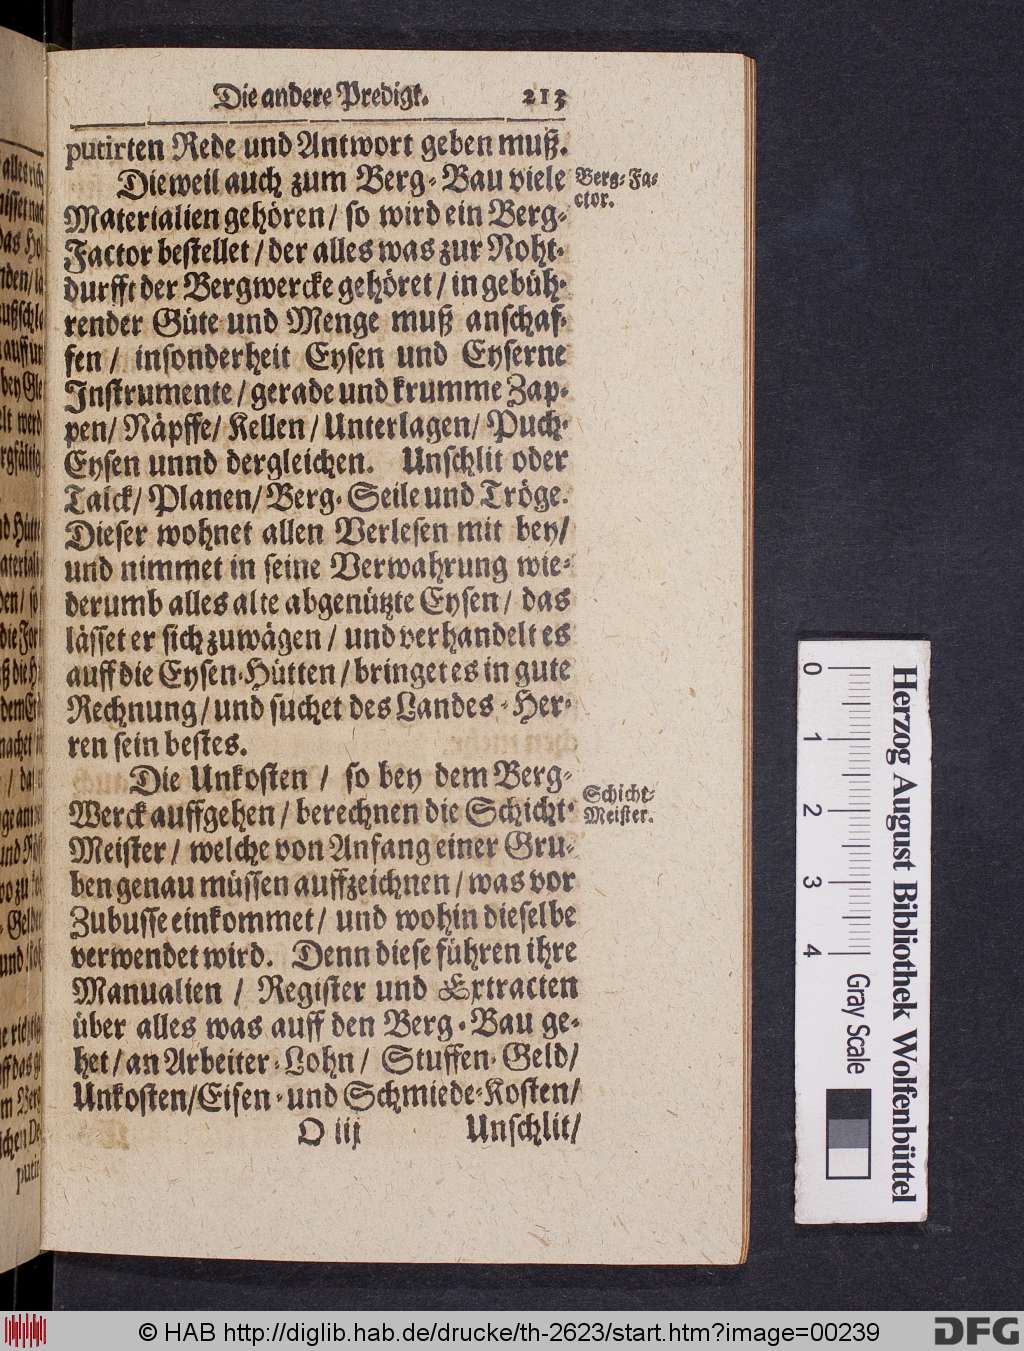 Die andere Predigt. 213
putirten Rede und Antwort geben muß.
Dieweil auch zum Berg-Bau viele
Berg-Fa-
ctor.
Materialien gehören/ so wird ein Berg-
Factor bestellet/ der alles was zur Noht-
durfft der Bergwercke gehöret/ in gebüh-
render Güte und Menge muß anschaf-
fen/ insonderheit Eysen und Eyserne
Instrumente/ gerade und krumme Zap-
pen/ Näpffe/ Kellen/ Unterlagen/ Puch-
Eysen unnd dergleichen. Unschlit oder
Talck/ Planen/ Berg-Seile und Tröge.
Dieser wohnet allen Verlesen mit bey/
und nimmet in seine Verwahrung wie-
derumb alles alte abgenützte Eysen/ das
lässet er sich zuwägen/ und verhandelt es
auff die Eysen-Hütten/ bringet es in gute
Rechnung/ und suchet des Landes-Her-
ren sein bestes.
Die Unkosten/ so bey dem Berg-
Schicht-
Meister.
Werck auffgehen/ berechnen die Schicht-
Meister/ welche von Anfang einer Gru-
ben genau müssen auffzeichnen/ was vor
Zubusse einkommet/ und wohin dieselbe
verwendet wird. Denn diese führen ihre
Manualien/ Register und Extracten
über alles was auff den Berg-Bau ge-
het/ an Arbeiter-Lohn/ Stuffen-Geld/
Unkosten/ Eisen- und Schmiede-Kosten/
O iij Unschlit/
0 1 2 3 4
Gray Scale
Herzog August Bibliothek Wolfenbüttel
© HAB http://diglib.hab.de/drucke/th-2623/start.htm?image=00239
DFG